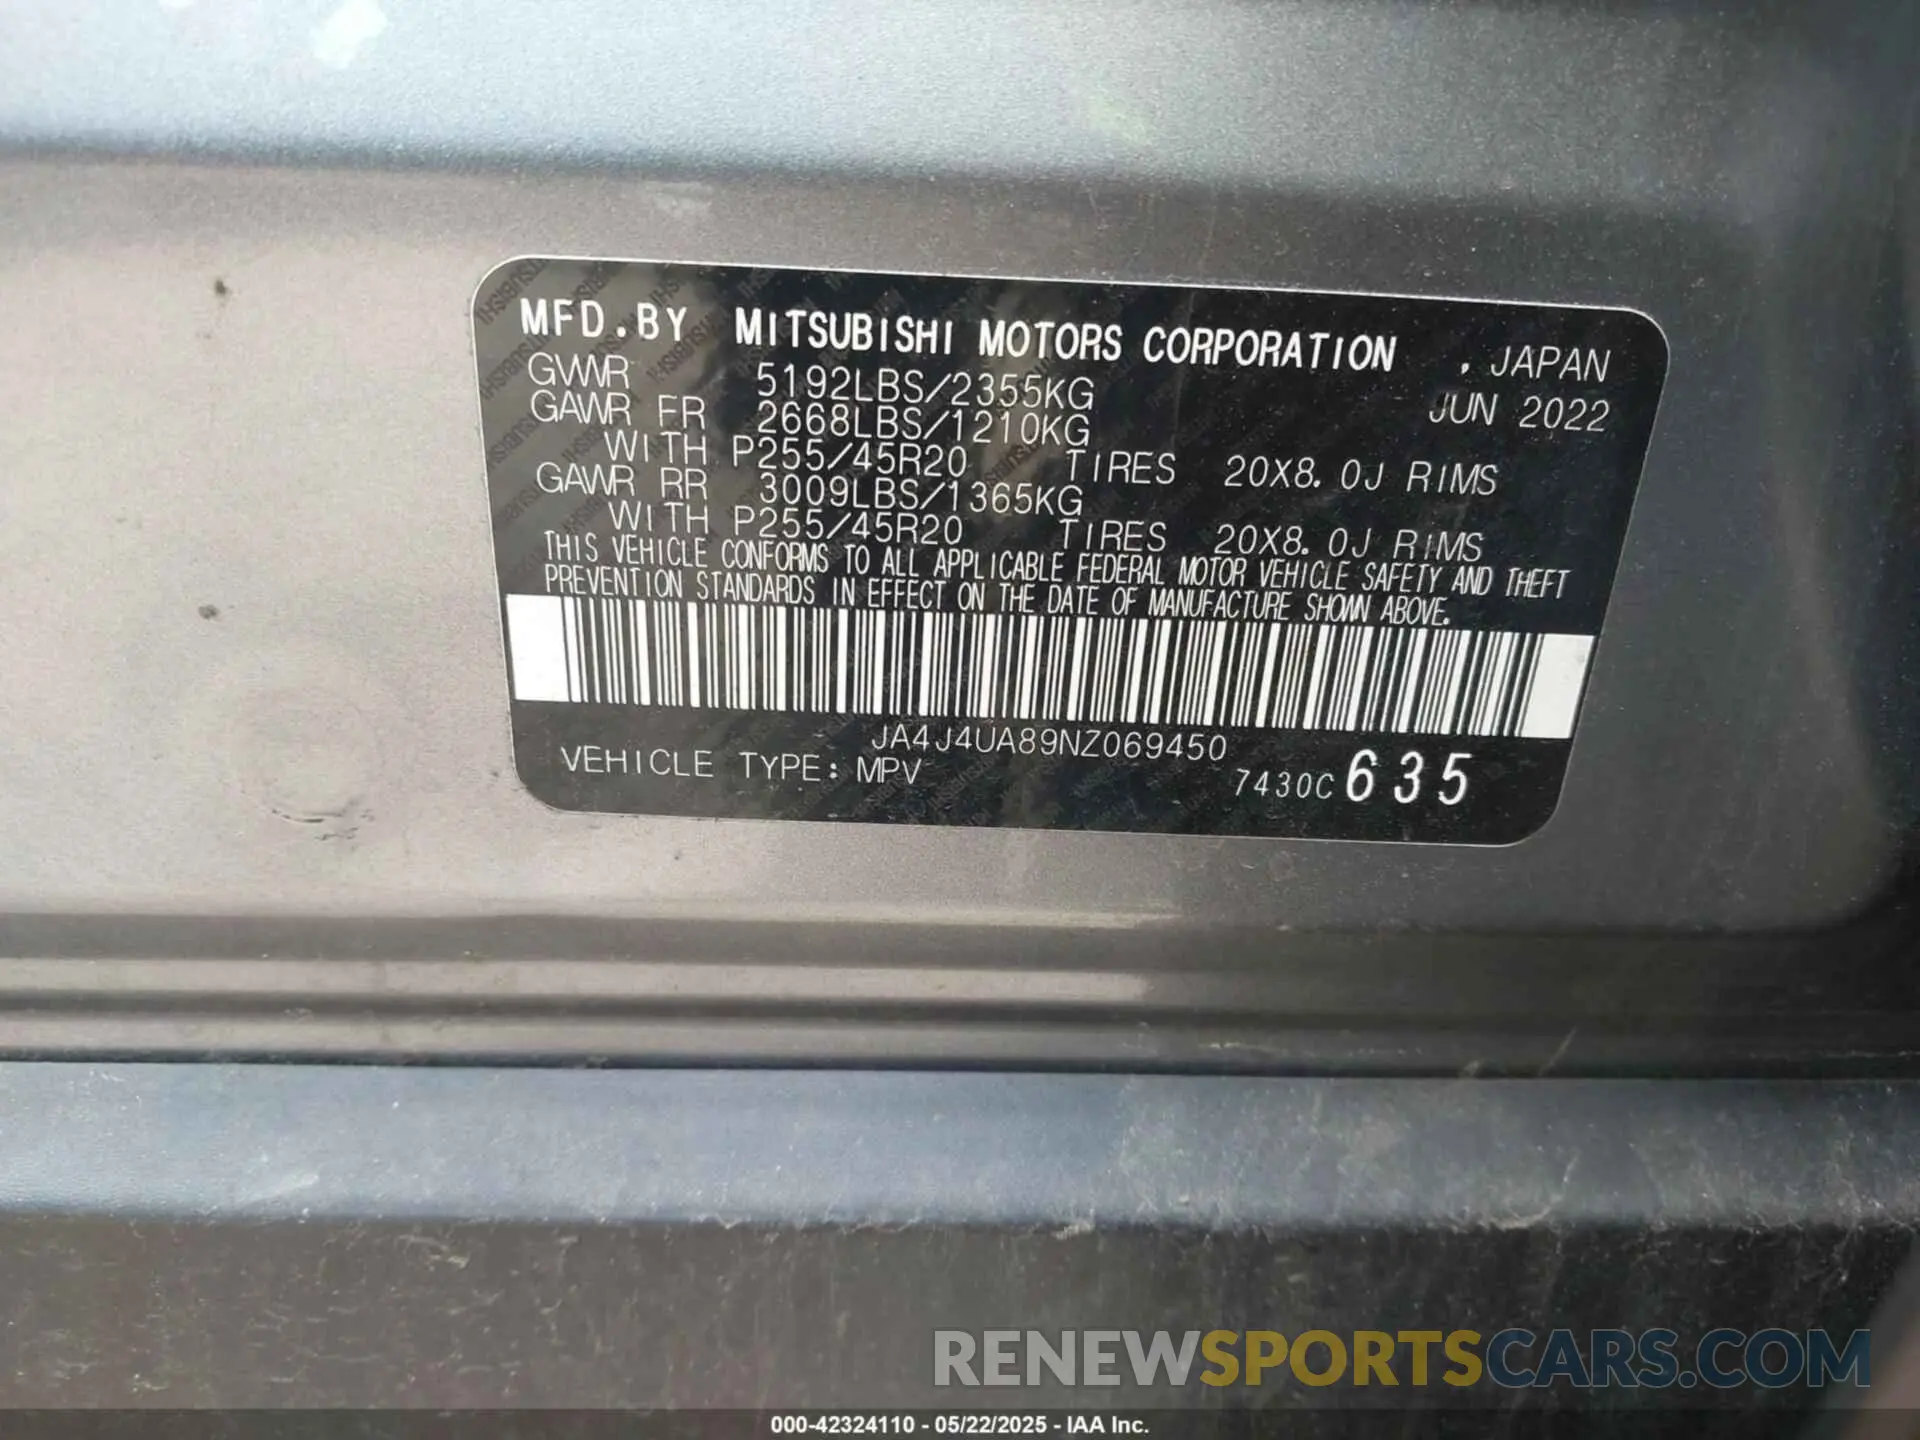 MFD.BY MITSUBISHI MOTORS CORPORATION , JAPAN
GVWR 5192LBS/2355KG JUN 2022
GAWR FR 2668LBS/1210KG
WITH P255/45R20 TIRES 20X8.0J RIMS
GAWR RR 3009LBS/1365KG
WITH P255/45R20 TIRES 20X8.0J RIMS
THIS VEHICLE CONFORMS TO ALL APPLICABLE FEDERAL MOTOR VEHICLE SAFETY AND THEFT
PREVENTION STANDARDS IN EFFECT ON THE DATE OF MANUFACTURE SHOWN ABOVE.
JA4J4UA89NZ069450
VEHICLE TYPE: MPV 7430C 635
RENEWSPORTSCARS.COM
000-42324110 - 05/22/2025 - IAA Inc.